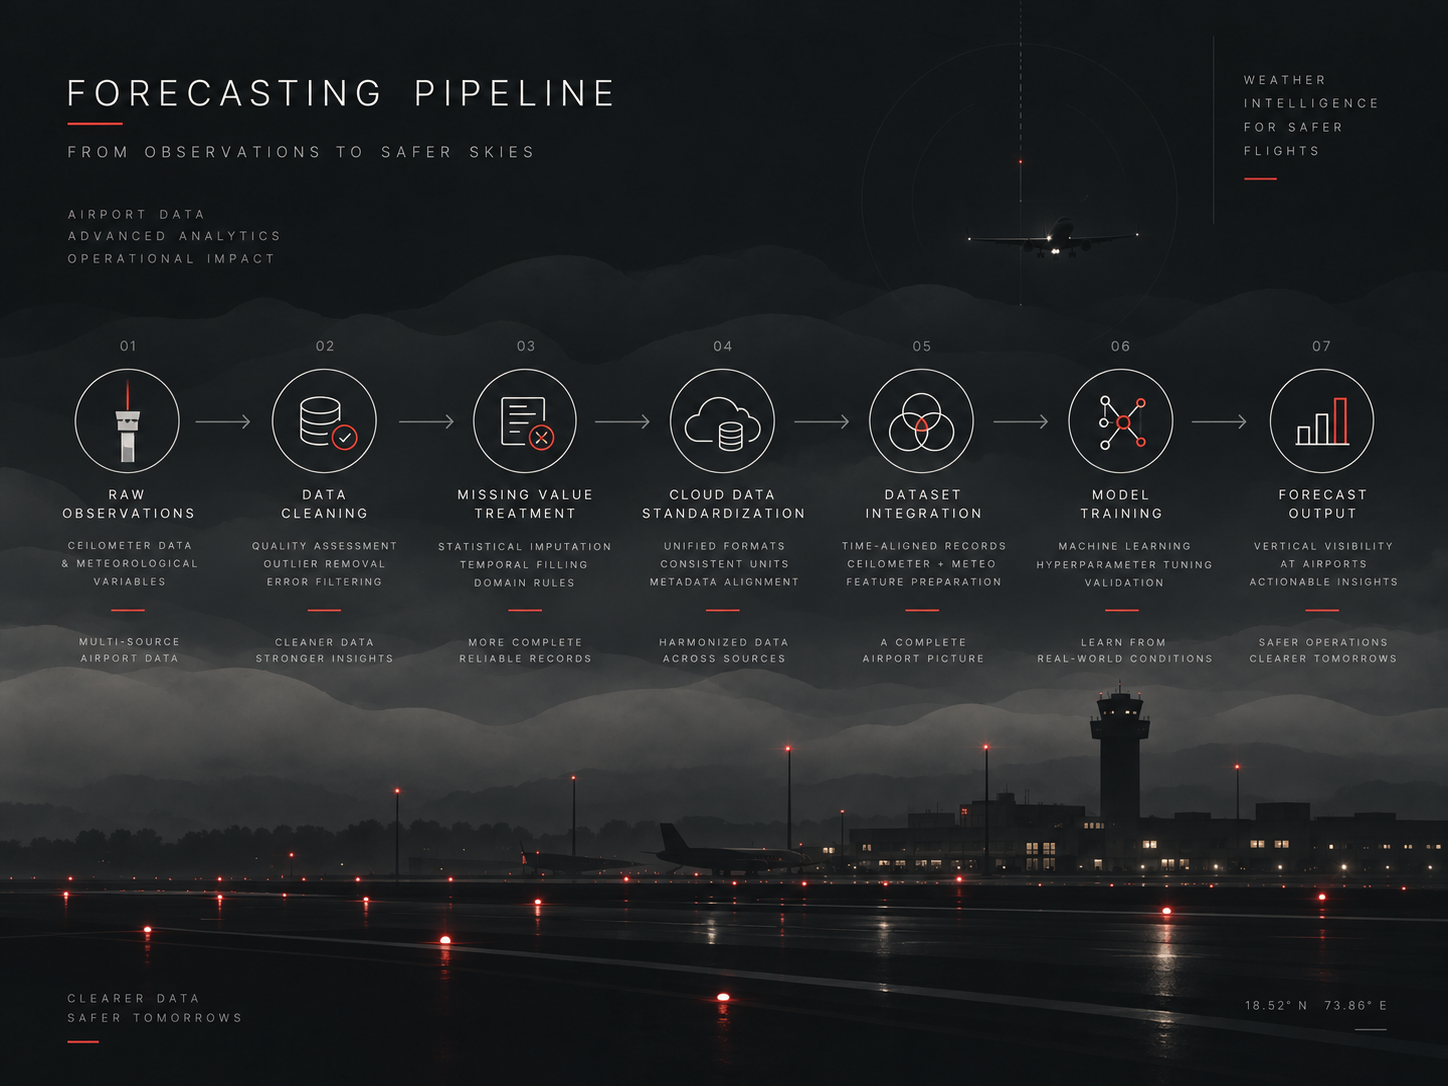 FORECASTING PIPELINE
FROM OBSERVATIONS TO SAFER SKIES
AIRPORT DATA
ADVANCED ANALYTICS
OPERATIONAL IMPACT
WEATHER
INTELLIGENCE
FOR SAFER
FLIGHTS
01
RAW
OBSERVATIONS
CEILOMETER DATA
& METEOROLOGICAL
VARIABLES
MULTI-SOURCE
AIRPORT DATA
02
DATA
CLEANING
QUALITY ASSESSMENT
OUTLIER REMOVAL
ERROR FILTERING
CLEANER DATA
STRONGER INSIGHTS
03
MISSING VALUE
TREATMENT
STATISTICAL IMPUTATION
TEMPORAL FILLING
DOMAIN RULES
MORE COMPLETE
RELIABLE RECORDS
04
CLOUD DATA
STANDARDIZATION
UNIFIED FORMATS
CONSISTENT UNITS
METADATA ALIGNMENT
HARMONIZED DATA
ACROSS SOURCES
05
DATASET
INTEGRATION
TIME-ALIGNED RECORDS
CEILOMETER + METEO
FEATURE PREPARATION
A COMPLETE
AIRPORT PICTURE
06
MODEL
TRAINING
MACHINE LEARNING
HYPERPARAMETER TUNING
VALIDATION
LEARN FROM
REAL-WORLD CONDITIONS
07
FORECAST
OUTPUT
VERTICAL VISIBILITY
AT AIRPORTS
ACTIONABLE INSIGHTS
SAFER OPERATIONS
CLEARER TOMORROWS
CLEARER DATA
SAFER TOMORROWS
18.52° N 73.86° E